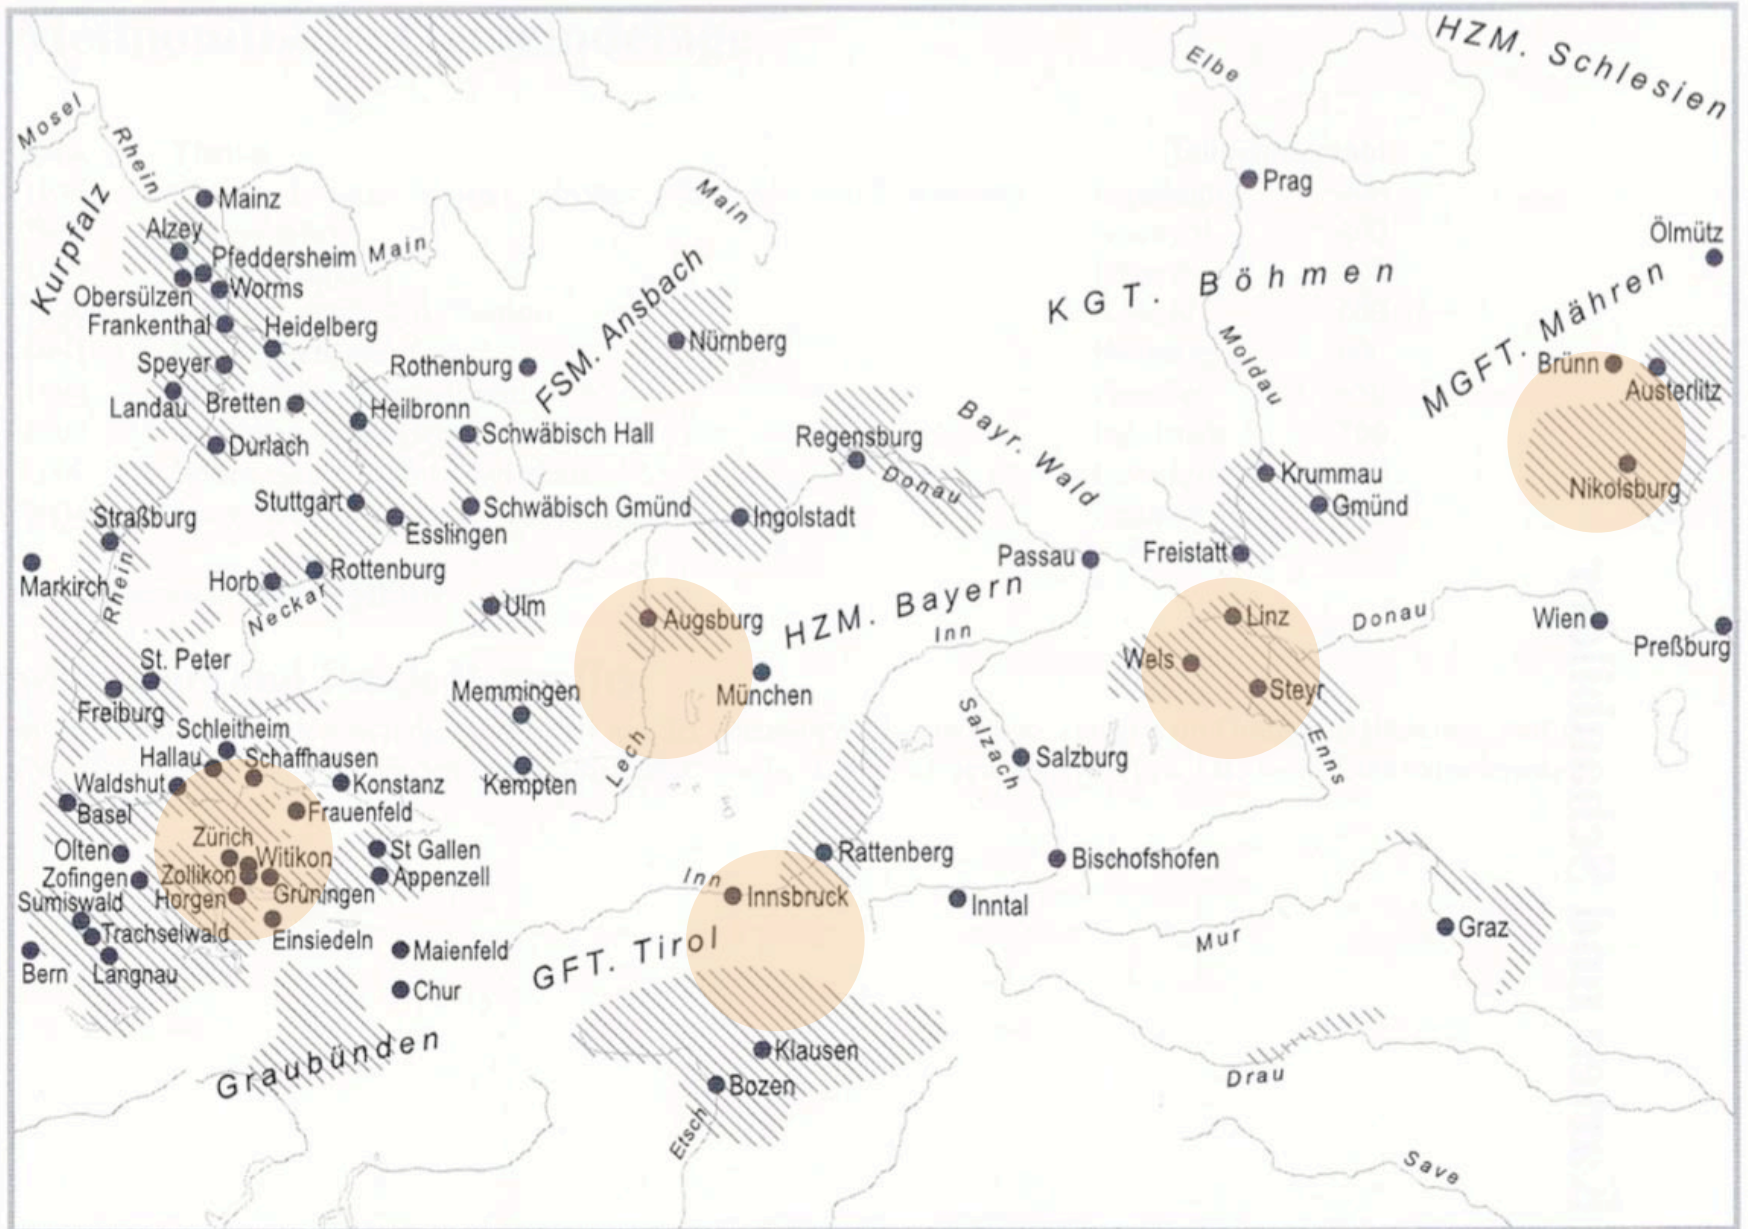 HZM. Schlesien
Elbe
Mosel
Rhein
Prag
Mainz
Main
Kurpfalz
Alzey
Pfeddersheim
Main
Ölmütz
Obersülzen
Worms
KGT. Böhmen
MGFT. Mähren
Frankenthal
Heidelberg
FSM. Ansbach
Nürnberg
Speyer
Rothenburg
Moldau
Brünn
Austerlitz
Landau
Bretten
Heilbronn
Durlach
Schwäbisch Hall
Regensburg
Bayr. Wald
Donau
Krummau
Nikolsburg
Stuttgart
Schwäbisch Gmünd
Ingolstadt
Gmünd
Straßburg
Esslingen
Passau
Freistatt
Markirch
Rhein
Horb
Rottenburg
Neckar
Ulm
Augsburg
HZM. Bayern
Inn
Linz
Donau
Wien
Preßburg
St. Peter
Wels
Steyr
Freiburg
Memmingen
München
Schleitheim
Hallau
Schaffhausen
Lech
Salzach
Salzburg
Enns
Waldshut
Konstanz
Kempten
Basel
Frauenfeld
Zürich
Olten
Witikon
St Gallen
Rattenberg
Bischofshofen
Zofingen
Zollikon
Appenzell
Inn
Innsbruck
Sumiswald
Horgen
Grüningen
Inntal
Trachselwald
Einsiedeln
Maienfeld
GFT. Tirol
Mur
Graz
Bern
Langnau
Chur
Graubünden
Klausen
Bozen
Drau
Etsch
Save